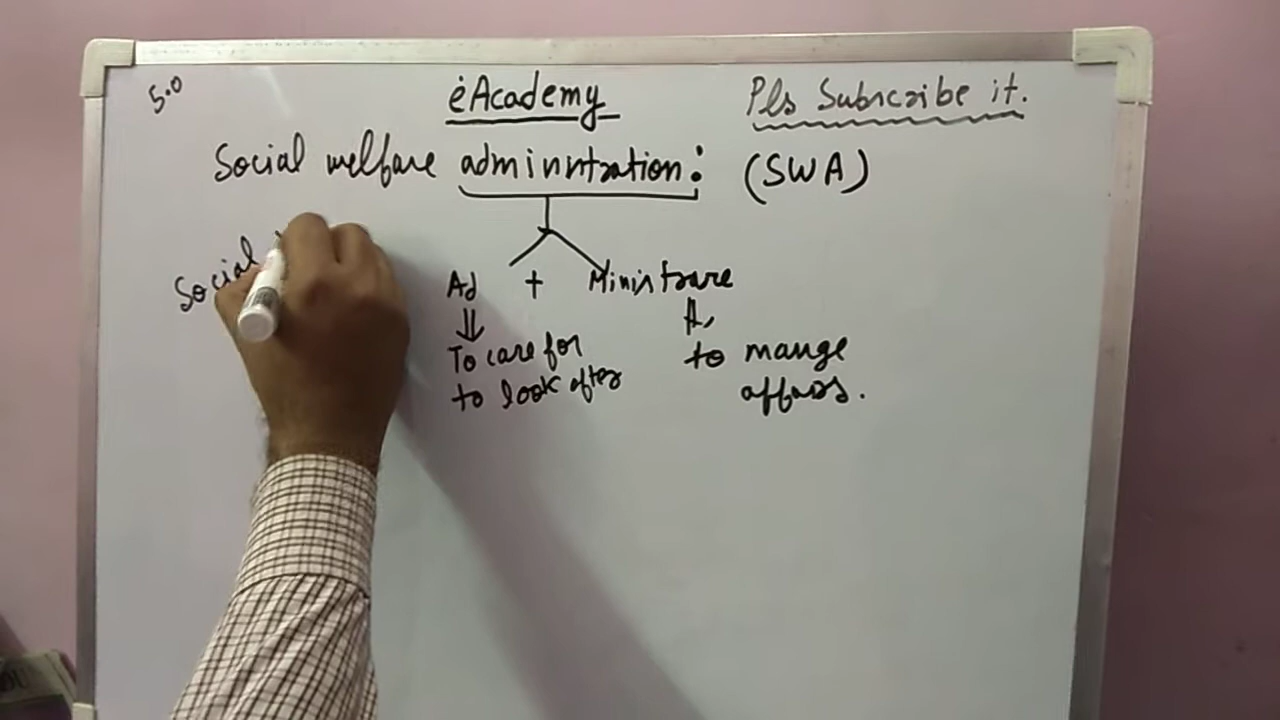 5.0
ėAcademy
Pls Subscribe it.
Social welfare administration: (SWA)
Social
Ad + Ministrare
To care for
to look after
to mange
affairs.